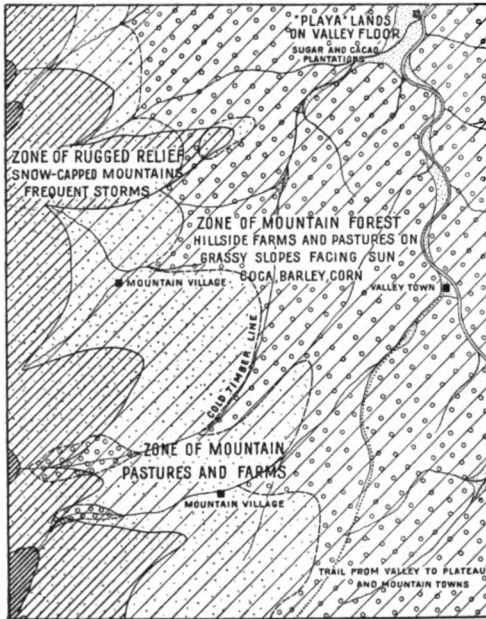 "PLAYA" LANDS
ON VALLEY FLOOR
SUGAR AND CACAO
PLANTATIONS
ZONE OF RUGGED RELIEF
SNOW-CAPPED MOUNTAINS
FREQUENT STORMS
ZONE OF MOUNTAIN FOREST
HILLSIDE FARMS AND PASTURES ON
GRASSY SLOPES FACING SUN
COCA, BARLEY, CORN
MOUNTAIN VILLAGE
VALLEY TOWN
COLD TIMBER LINE
ZONE OF MOUNTAIN
PASTURES AND FARMS
MOUNTAIN VILLAGE
TRAIL FROM VALLEY TO PLATEAU
AND MOUNTAIN TOWNS